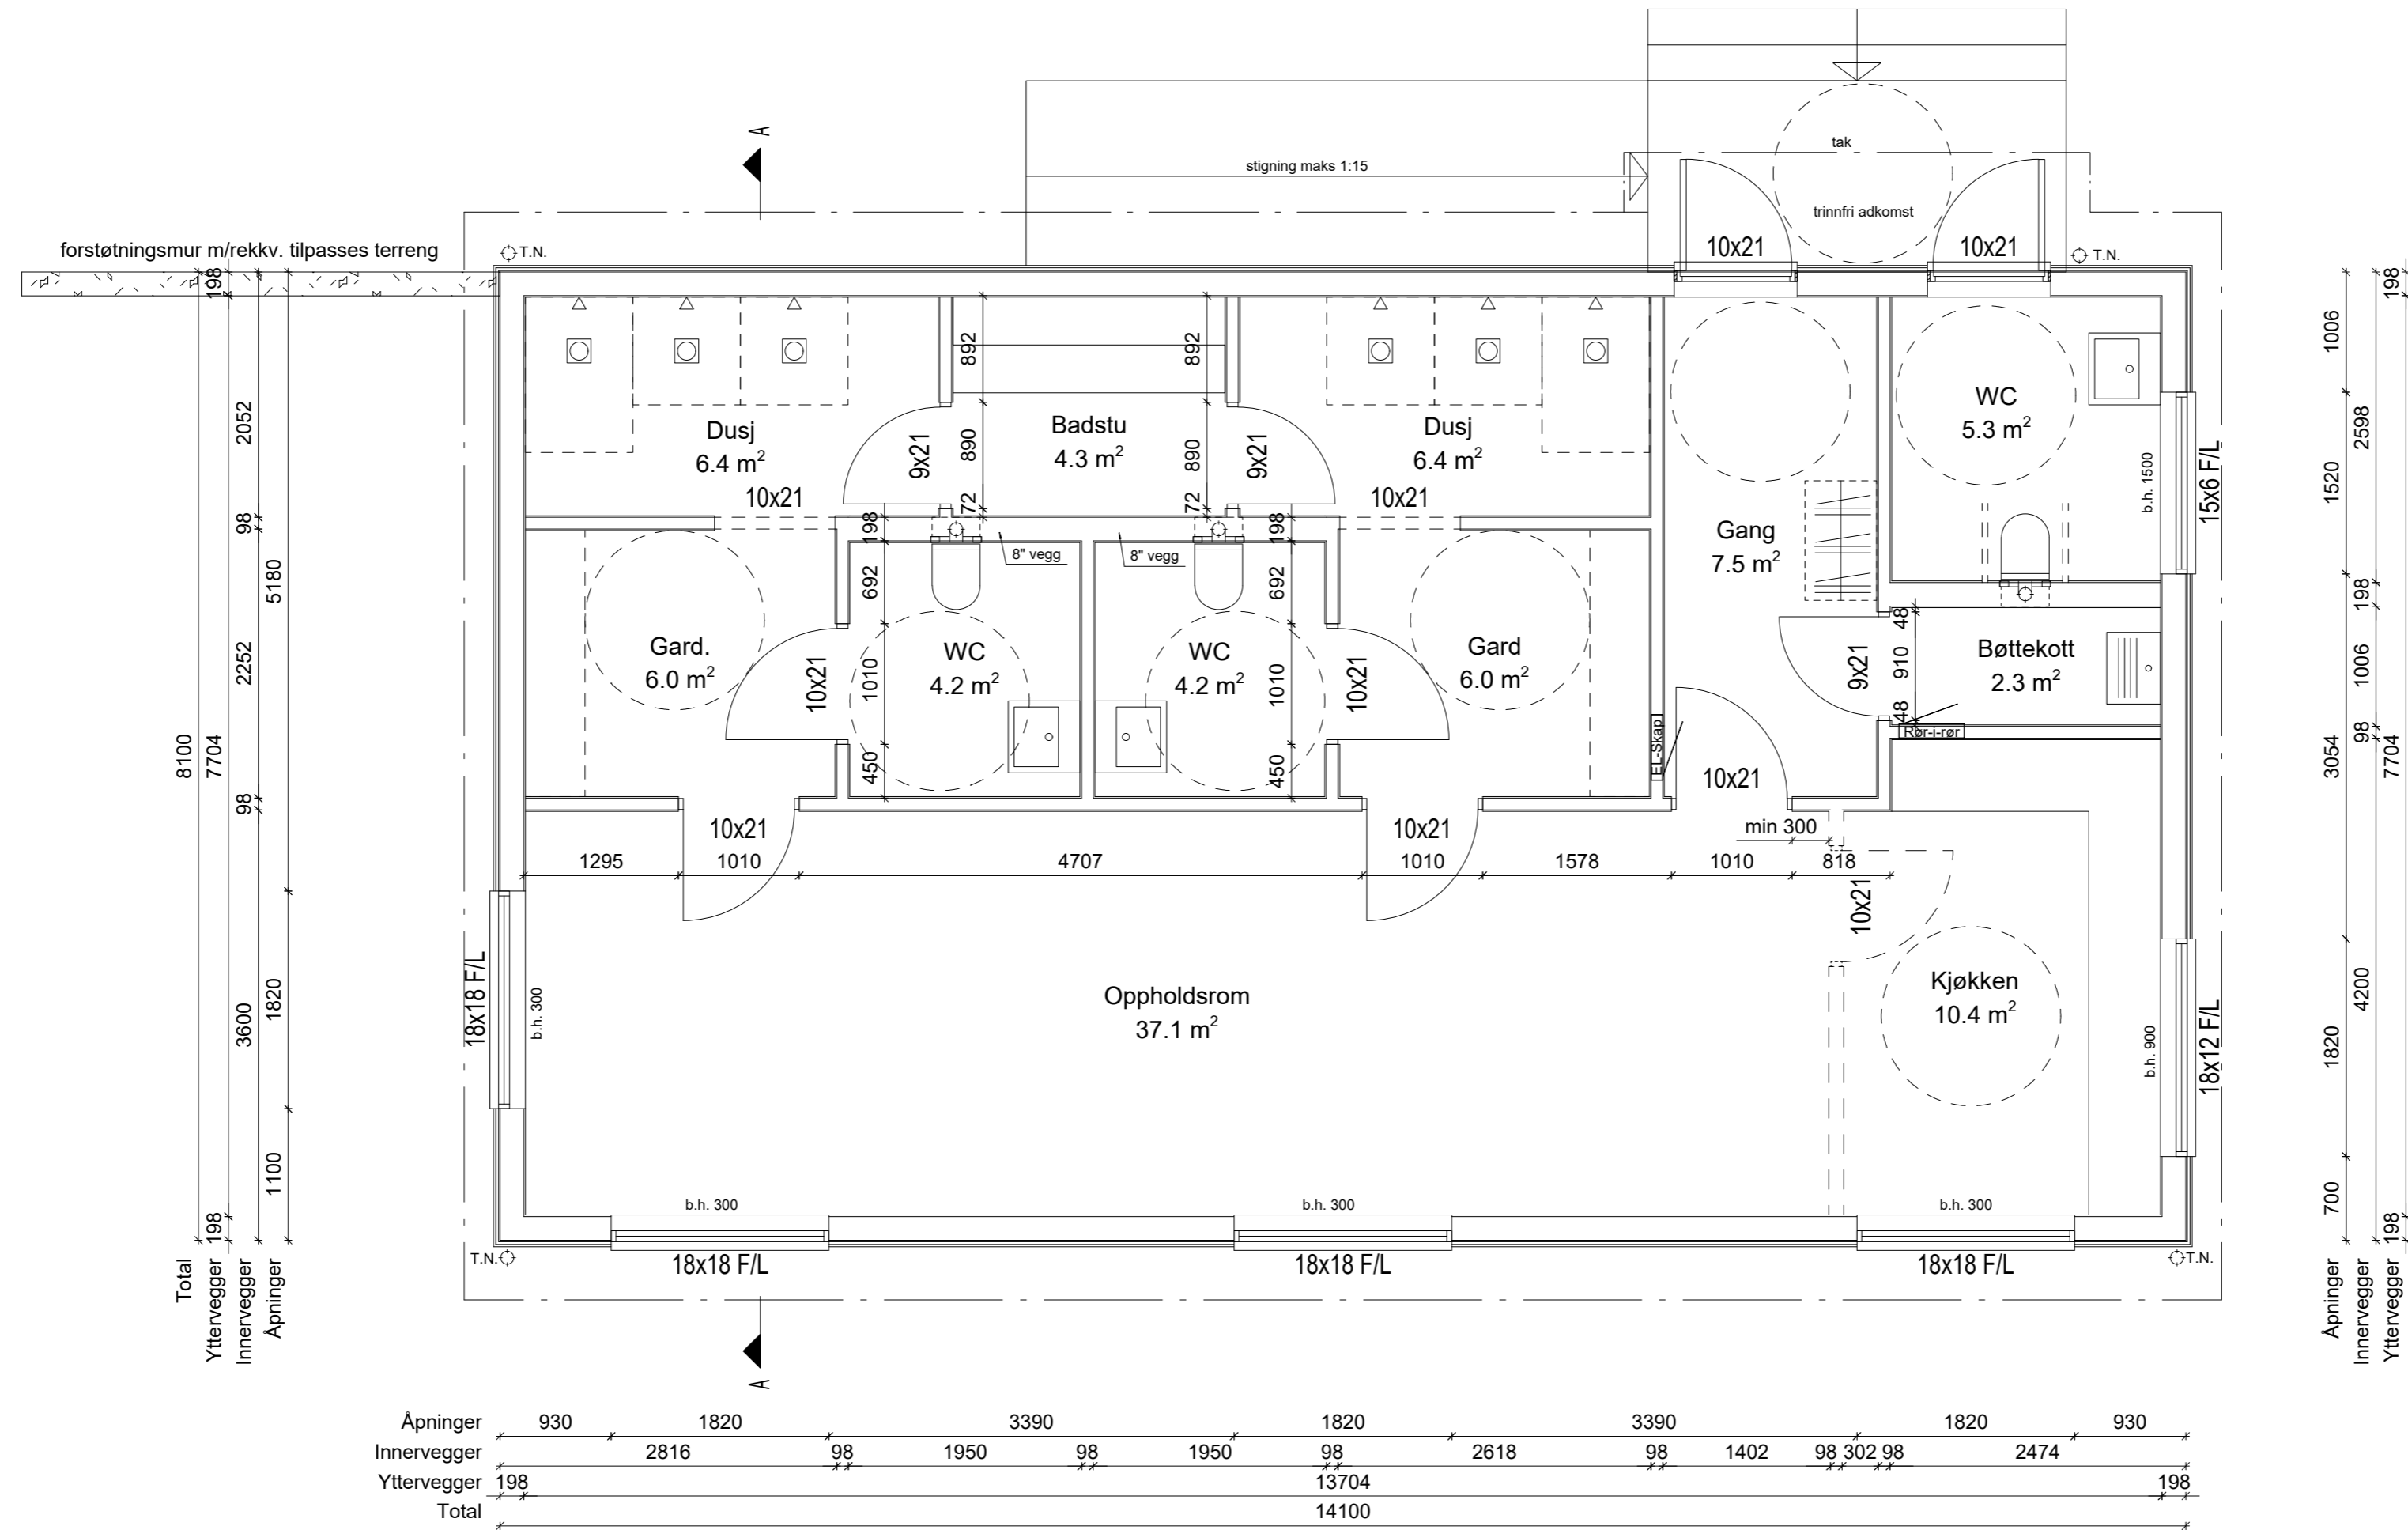 A
tak
stigning maks 1:15
trinnfri adkomst
forstøtningsmur m/rekkv. tilpasses terreng
T.N.
10x21
10x21
T.N.
Dusj
6.4 m²
10x21
9x21
892
890
72
Badstu
4.3 m²
892
890
72
9x21
Dusj
6.4 m²
10x21
WC
5.3 m²
b.h. 1500
15x6 F/L
Gang
7.5 m²
8" vegg
8" vegg
198
692
1010
450
198
692
1010
450
Gard.
6.0 m²
10x21
WC
4.2 m²
WC
4.2 m²
10x21
Gard
6.0 m²
EL-Skap
10x21
9x21
48
910
48
Bøttekott
2.3 m²
Rør-i-rør
10x21
10x21
min 300
1295
1010
4707
1010
1578
1010
818
10x21
18x18 F/L
b.h. 300
Oppholdsrom
37.1 m²
Kjøkken
10.4 m²
b.h. 900
18x12 F/L
b.h. 300
b.h. 300
b.h. 300
T.N.
18x18 F/L
18x18 F/L
18x18 F/L
T.N.
A
Total
8100
Yttervegger
198
7704
198
Innervegger
2052
98
2252
98
3600
Åpninger
5180
1820
1100
Åpninger
1006
1520
3054
1820
700
Innervegger
2598
198
1006
98
4200
Yttervegger
198
7704
198
Åpninger 930 1820 3390 1820 3390 1820 930
Innervegger 2816 98 1950 98 1950 98 2618 98 1402 98 302 98 2474
Yttervegger 198 13704 198
Total 14100